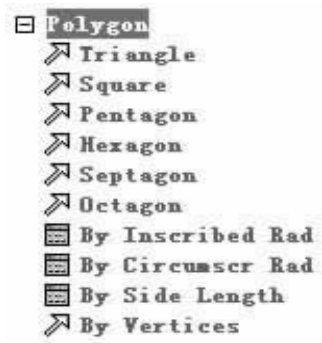 Polygon
Triangle
Square
Pentagon
Hexagon
Septagon
Octagon
By Inscribed Rad
By Circumscr Rad
By Side Length
By Vertices